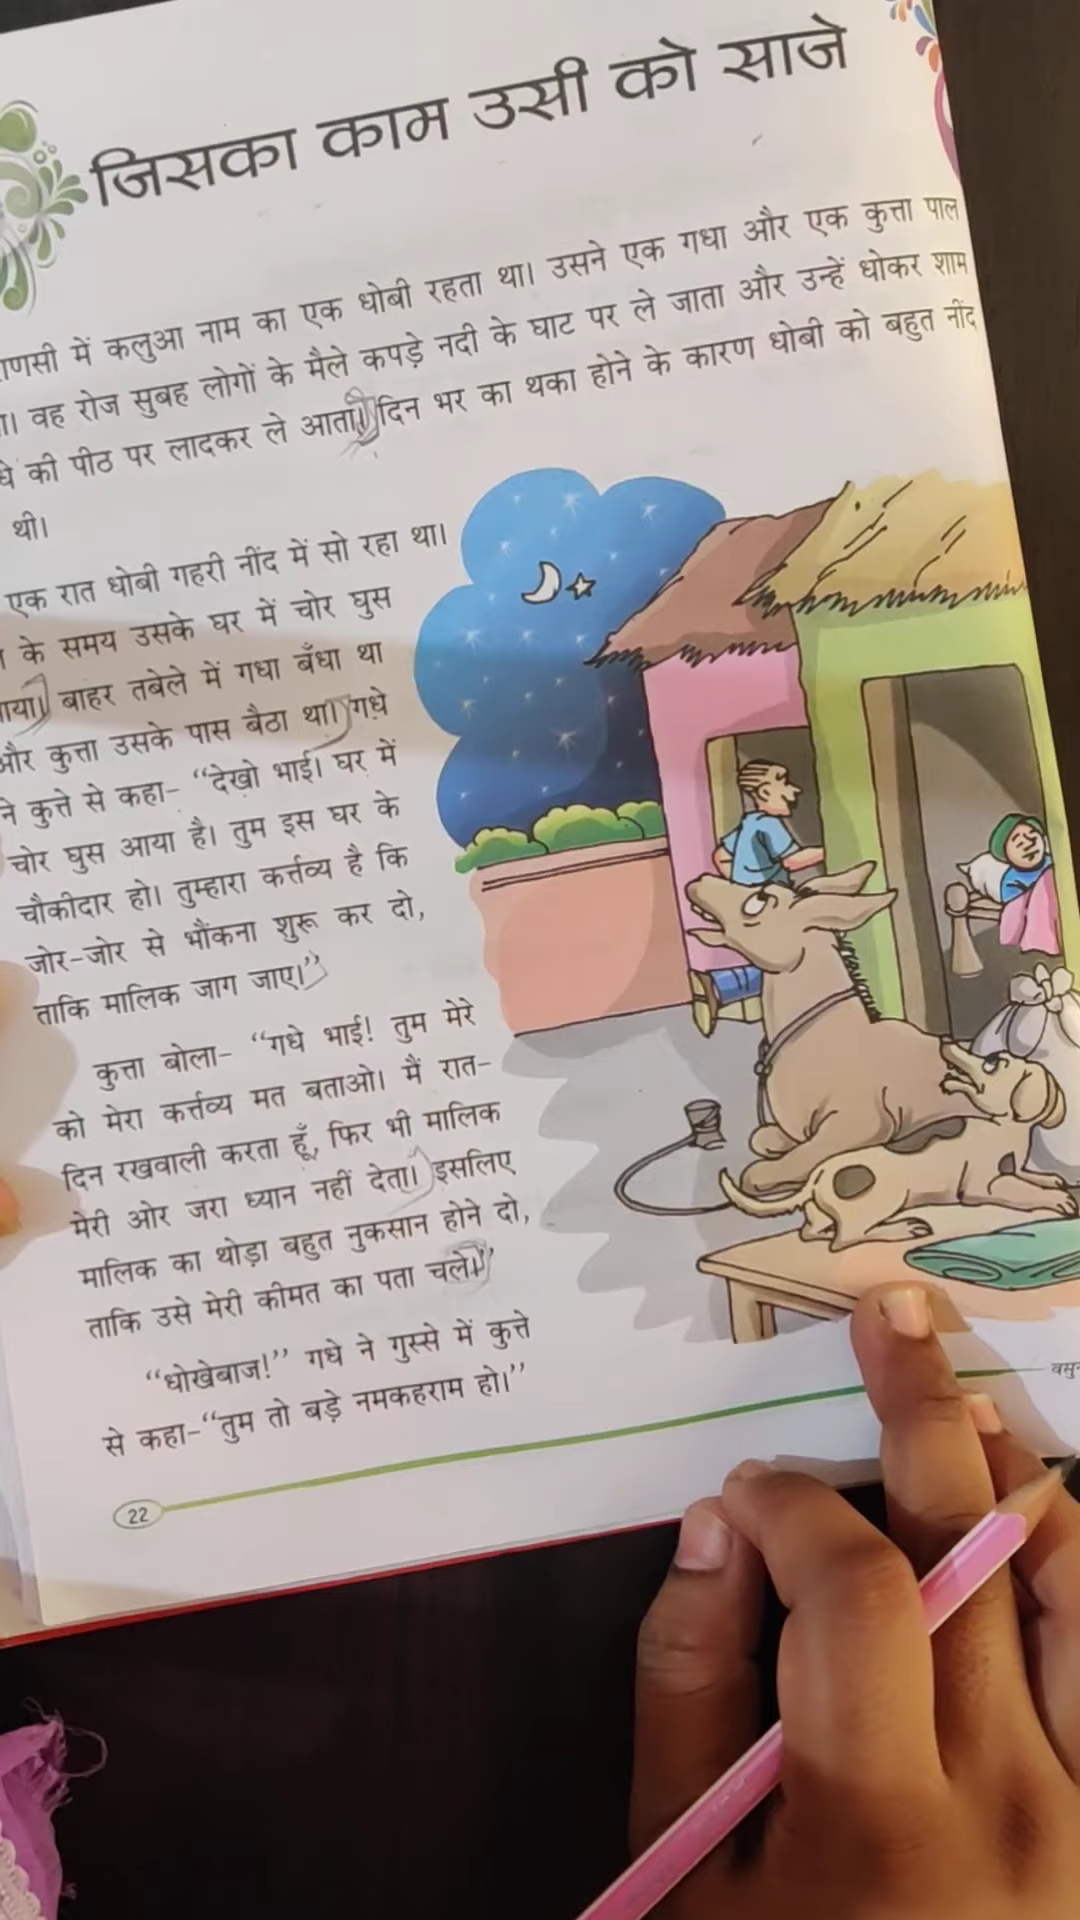 जिसका काम उसी को साजे
में कलुआ नाम का एक धोबी रहता था। उसने एक गधा और एक कुत्ता पाल
वह रोज सुबह लोगों के मैले कपड़े नदी के घाट पर ले जाता और उन्हें धोकर शाम
की पीठ पर लादकर ले आता। दिन भर का थका होने के कारण धोबी को बहुत नींद
थी।
एक रात धोबी गहरी नींद में सो रहा था।
के समय उसके घर में चोर घुस
बाहर तबेले में गधा बँधा था
और कुत्ता उसके पास बैठा था। गधे
ने कुत्ते से कहा- “देखो भाई। घर में
चोर घुस आया है। तुम इस घर के
चौकीदार हो। तुम्हारा कर्त्तव्य है कि
जोर-जोर से भौंकना शुरू कर दो,
ताकि मालिक जाग जाए।”
कुत्ता बोला- “गधे भाई! तुम मेरे
को मेरा कर्त्तव्य मत बताओ। मैं रात-
दिन रखवाली करता हूँ, फिर भी मालिक
मेरी ओर जरा ध्यान नहीं देता। इसलिए
मालिक का थोड़ा बहुत नुकसान होने दो,
ताकि उसे मेरी कीमत का पता चले।”
“धोखेबाज!” गधे ने गुस्से में कुत्ते
से कहा-“तुम तो बड़े नमकहराम हो।”
22